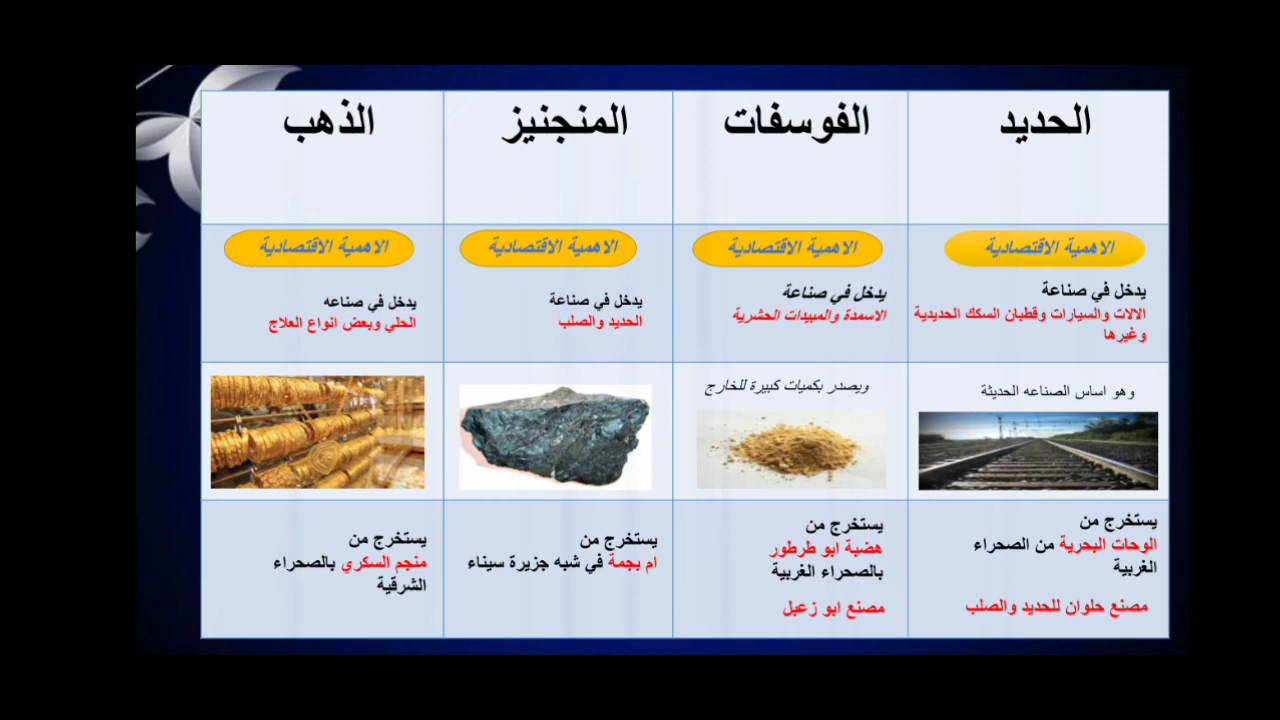 الحديد
الفوسفات
المنجنيز
الذهب
الاهمية الاقتصادية
الاهمية الاقتصادية
الاهمية الاقتصادية
الاهمية الاقتصادية
يدخل في صناعة
الالات والسيارات وقطبان السكك الحديدية
وغيرها
يدخل في صناعة
الاسمدة والمبيدات الحشرية
يدخل في صناعة
الحديد والصلب
يدخل في صناعه
الحلي وبعض انواع العلاج
وهو اساس الصناعه الحديثة
ويصدر بكميات كبيرة للخارج
يستخرج من
الوحات البحرية من الصحراء
الغربية
مصنع حلوان للحديد والصلب
يستخرج من
هضبة ابو طرطور
بالصحراء الغربية
مصنع ابو زعبل
يستخرج من
ام بجمة في شبه جزيرة سيناء
يستخرج من
منجم السكري بالصحراء
الشرقية